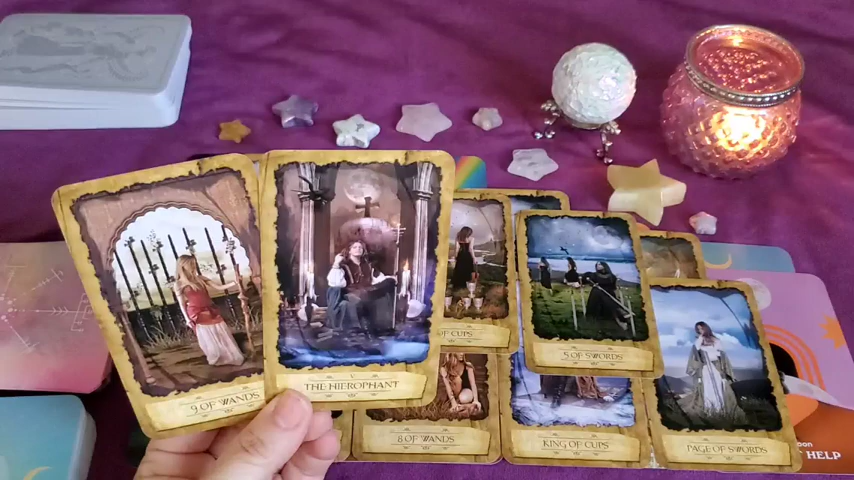 9 OF WANDS
V
THE HIEROPHANT
OF CUPS
5 OF SWORDS
8 OF WANDS
KING OF CUPS
PAGE OF SWORDS
oon
HELP